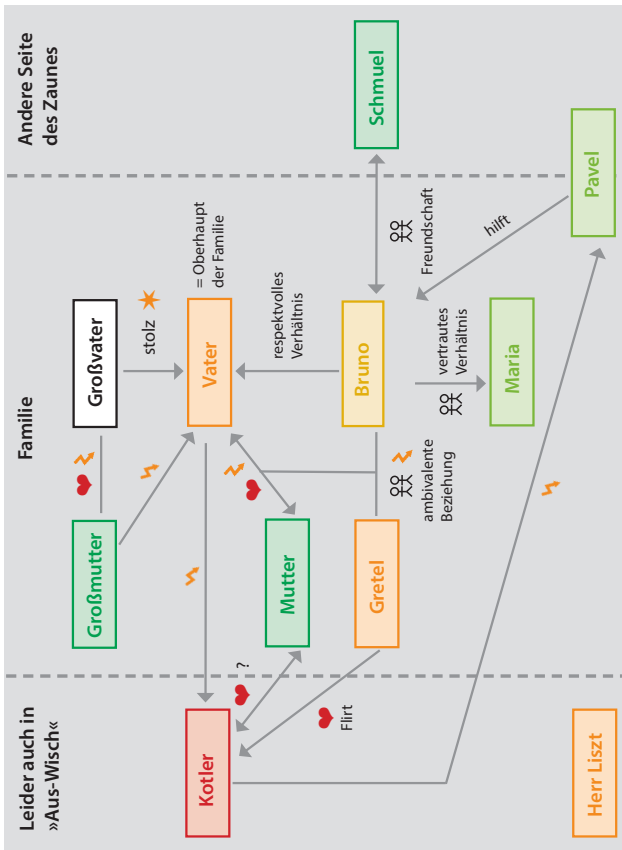 Leider auch in
»Aus-Wisch«
Familie
Andere Seite
des Zaunes
Großmutter
Großvater
stolz
Kotler
Vater
= Oberhaupt
der Familie
?
Mutter
respektvolles
Verhältnis
Flirt
Gretel
ambivalente
Beziehung
Bruno
Freundschaft
Schmuel
vertrautes
Verhältnis
hilft
Maria
Herr Liszt
Pavel